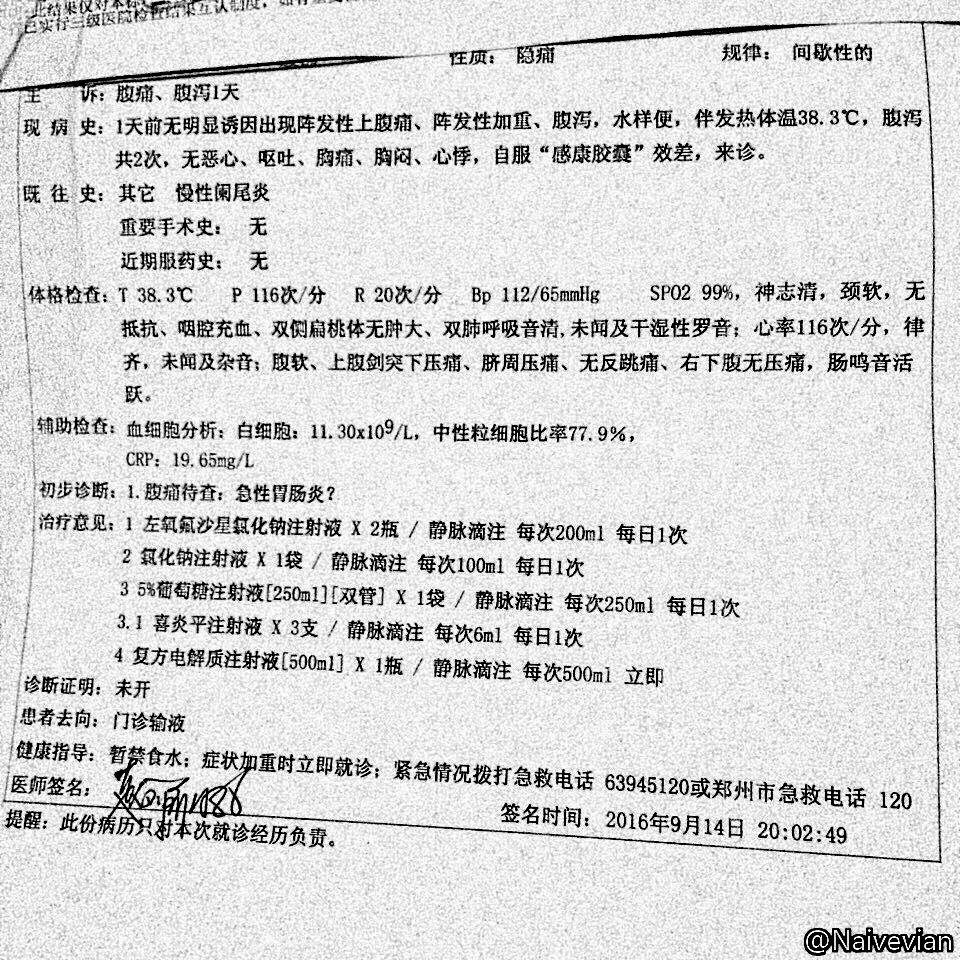 此结果仅对本标
已实行三级医院检查结果互认制度，如有
性质： 隐痛 规律： 间歇性的
主 诉：腹痛、腹泻1天
现 病 史：1天前无明显诱因出现阵发性上腹痛、阵发性加重、腹泻，水样便，伴发热体温38.3℃，腹泻
共2次，无恶心、呕吐、胸痛、胸闷、心悸，自服“感康胶囊”效差，来诊。
既 往 史：其它 慢性阑尾炎
重要手术史： 无
近期服药史： 无
体格检查：T 38.3℃ P 116次/分 R 20次/分 Bp 112/65mmHg SPO2 99%，神志清，颈软，无
抵抗、咽腔充血、双侧扁桃体无肿大、双肺呼吸音清,未闻及干湿性罗音；心率116次/分，律
齐，未闻及杂音；腹软、上腹剑突下压痛、脐周压痛、无反跳痛、右下腹无压痛，肠鸣音活
跃。
辅助检查：血细胞分析：白细胞：11.30x10⁹/L，中性粒细胞比率77.9%，
CRP：19.65mg/L
初步诊断：1.腹痛待查：急性胃肠炎？
治疗意见：1 左氧氟沙星氯化钠注射液 X 2瓶 / 静脉滴注 每次200ml 每日1次
2 氯化钠注射液 X 1袋 / 静脉滴注 每次100ml 每日1次
3 5%葡萄糖注射液[250ml][双管] X 1袋 / 静脉滴注 每次250ml 每日1次
3.1 喜炎平注射液 X 3支 / 静脉滴注 每次6ml 每日1次
4 复方电解质注射液[500ml] X 1瓶 / 静脉滴注 每次500ml 立即
诊断证明：未开
患者去向：门诊输液
健康指导：暂禁食水；症状加重时立即就诊；紧急情况拨打急救电话 63945120或郑州市急救电话 120
医师签名：
签名时间：2016年9月14日 20:02:49
提醒：此份病历只对本次就诊经历负责。
@Naivevian